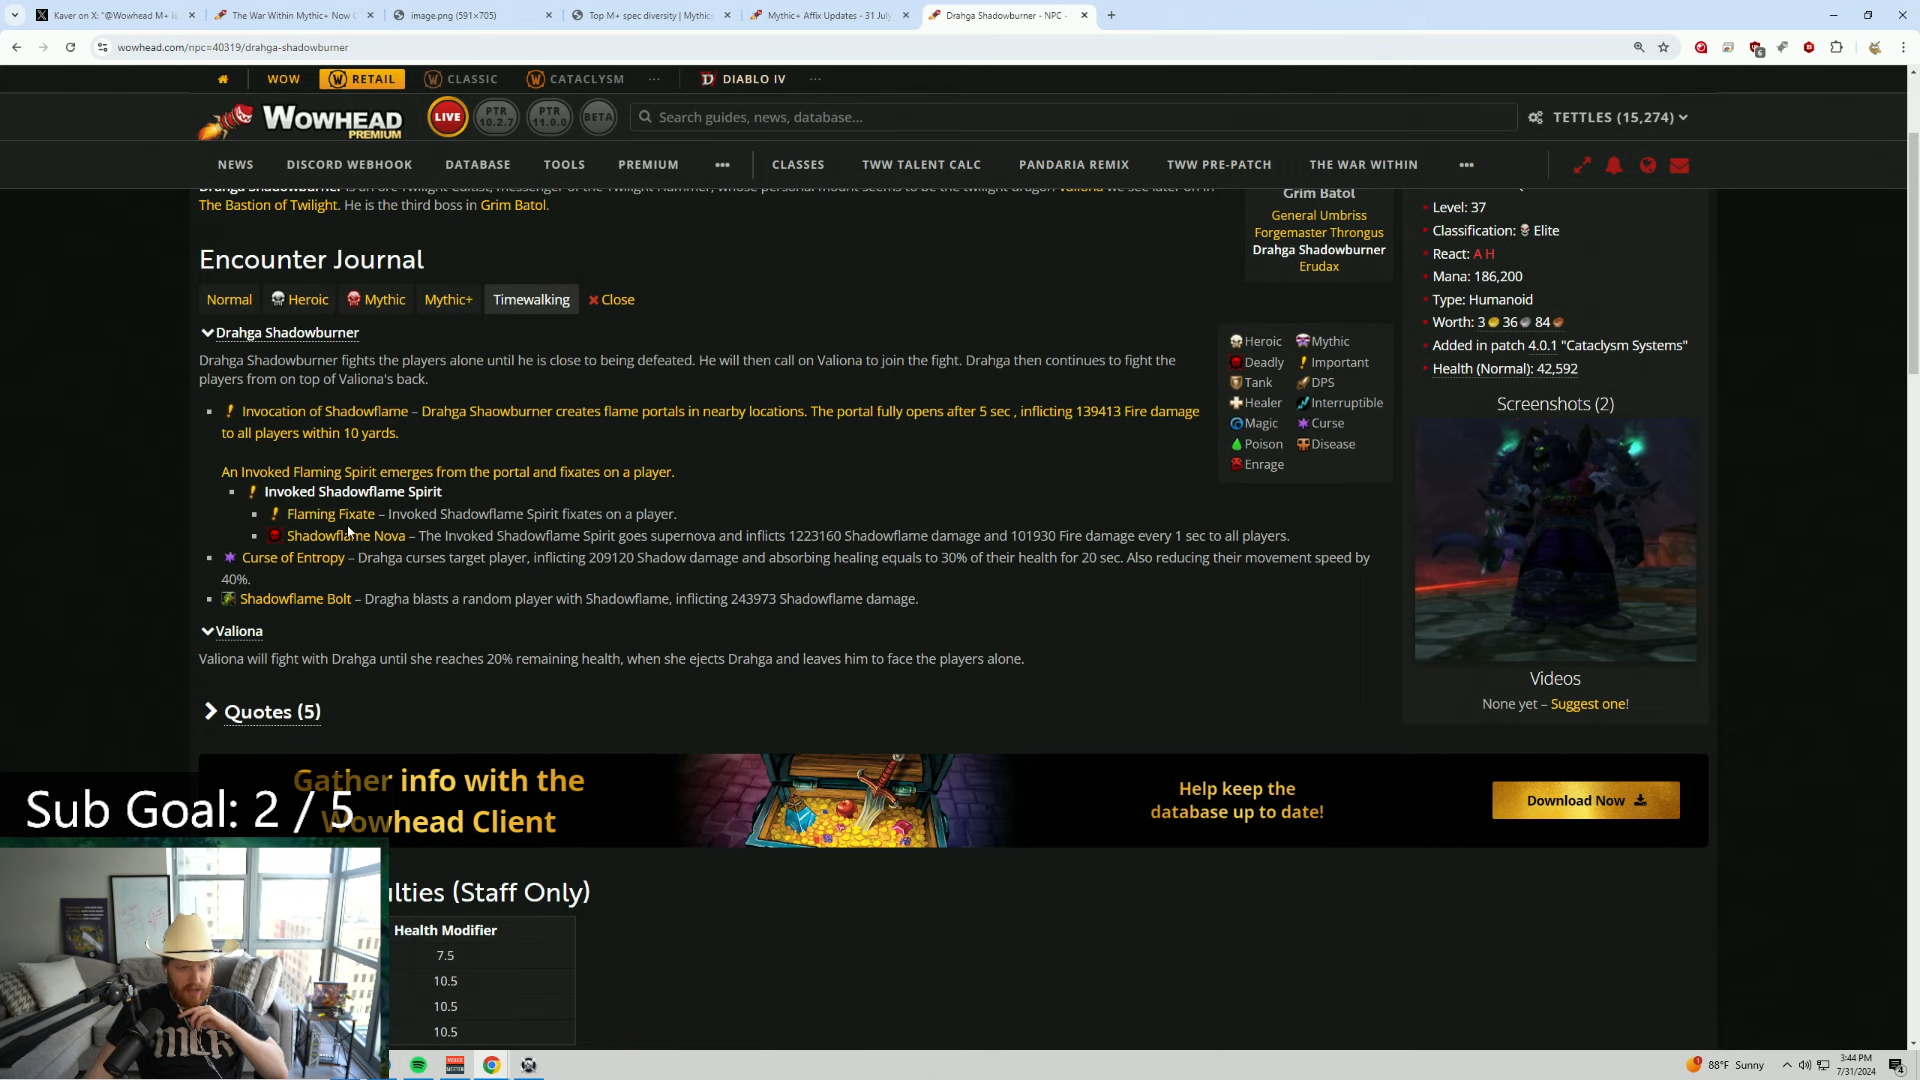 Kaver on X: "@Wowhead M+ is
The War Within Mythic+ Now
image.png (591×705)
Top M+ spec diversity | Mythic
Mythic+ Affix Updates - 31 July
Drahga Shadowburner - NPC -
wowhead.com/npc=40319/drahga-shadowburner
6
WOW
RETAIL
CLASSIC
CATACLYSM
DIABLO IV
WOWHEAD
PREMIUM
LIVE
PTR 10.2.7
PTR 11.0.0
BETA
Search guides, news, database...
TETTLES (15,274)
NEWS
DISCORD WEBHOOK
DATABASE
TOOLS
PREMIUM
CLASSES
TWW TALENT CALC
PANDARIA REMIX
TWW PRE-PATCH
THE WAR WITHIN
The Bastion of Twilight. He is the third boss in Grim Batol.
Grim Batol
General Umbriss
Forgemaster Throngus
Drahga Shadowburner
Erudax
Encounter Journal
Normal Heroic Mythic Mythic+ Timewalking Close
Drahga Shadowburner
Drahga Shadowburner fights the players alone until he is close to being defeated. He will then call on Valiona to join the fight. Drahga then continues to fight the
players from on top of Valiona's back.
Invocation of Shadowflame – Drahga Shaowburner creates flame portals in nearby locations. The portal fully opens after 5 sec , inflicting 139413 Fire damage
to all players within 10 yards.
An Invoked Flaming Spirit emerges from the portal and fixates on a player.
Invoked Shadowflame Spirit
Flaming Fixate – Invoked Shadowflame Spirit fixates on a player.
Shadowflame Nova – The Invoked Shadowflame Spirit goes supernova and inflicts 1223160 Shadowflame damage and 101930 Fire damage every 1 sec to all players.
Curse of Entropy – Drahga curses target player, inflicting 209120 Shadow damage and absorbing healing equals to 30% of their health for 20 sec. Also reducing their movement speed by
40%.
Shadowflame Bolt – Dragha blasts a random player with Shadowflame, inflicting 243973 Shadowflame damage.
Valiona
Valiona will fight with Drahga until she reaches 20% remaining health, when she ejects Drahga and leaves him to face the players alone.
Quotes (5)
Heroic Mythic
Deadly Important
Tank DPS
Healer Interruptible
Magic Curse
Poison Disease
Enrage
Level: 37
Classification: Elite
React: A H
Mana: 186,200
Type: Humanoid
Worth: 3 36 84
Added in patch 4.0.1 "Cataclysm Systems"
Health (Normal): 42,592
Screenshots (2)
Videos
None yet – Suggest one!
Gather info with the
Wowhead Client
Help keep the
database up to date!
Download Now
Sub Goal: 2 / 5
lties (Staff Only)
Health Modifier
7.5
10.5
10.5
10.5
MCR
VOICE
MEETER
1
88°F Sunny
3:44 PM
7/31/2024
4